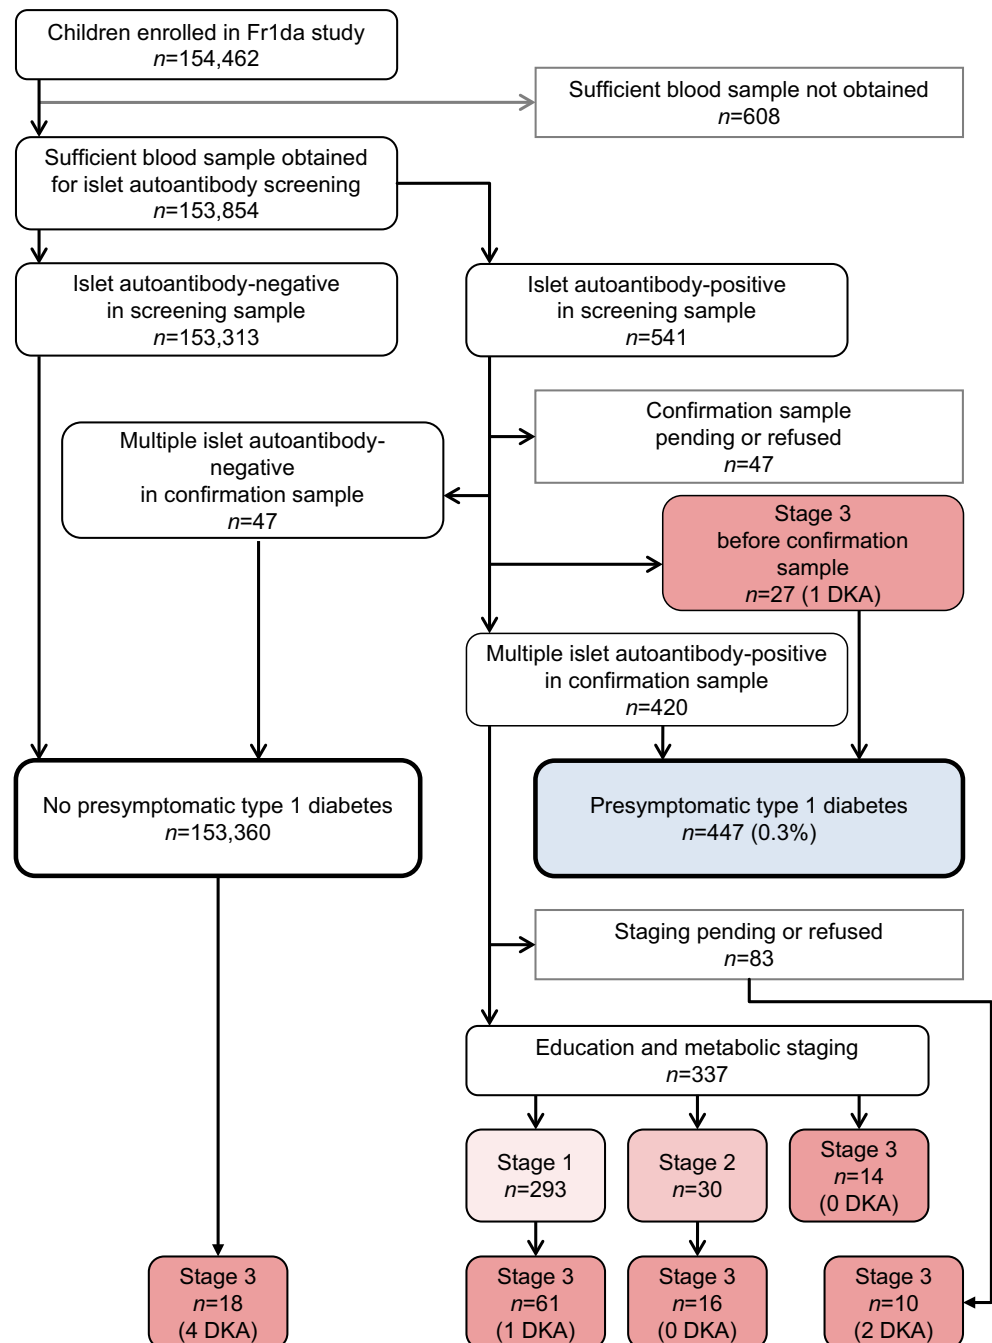 Children enrolled in Fr1da study
n=154,462
Sufficient blood sample not obtained
n=608
Sufficient blood sample obtained
for islet autoantibody screening
n=153,854
Islet autoantibody-negative
in screening sample
n=153,313
Islet autoantibody-positive
in screening sample
n=541
Confirmation sample
pending or refused
n=47
Multiple islet autoantibody-
negative
in confirmation sample
n=47
Stage 3
before confirmation
sample
n=27 (1 DKA)
Multiple islet autoantibody-positive
in confirmation sample
n=420
No presymptomatic type 1 diabetes
n=153,360
Presymptomatic type 1 diabetes
n=447 (0.3%)
Staging pending or refused
n=83
Education and metabolic staging
n=337
Stage 1
n=293
Stage 2
n=30
Stage 3
n=14
(0 DKA)
Stage 3
n=18
(4 DKA)
Stage 3
n=61
(1 DKA)
Stage 3
n=16
(0 DKA)
Stage 3
n=10
(2 DKA)